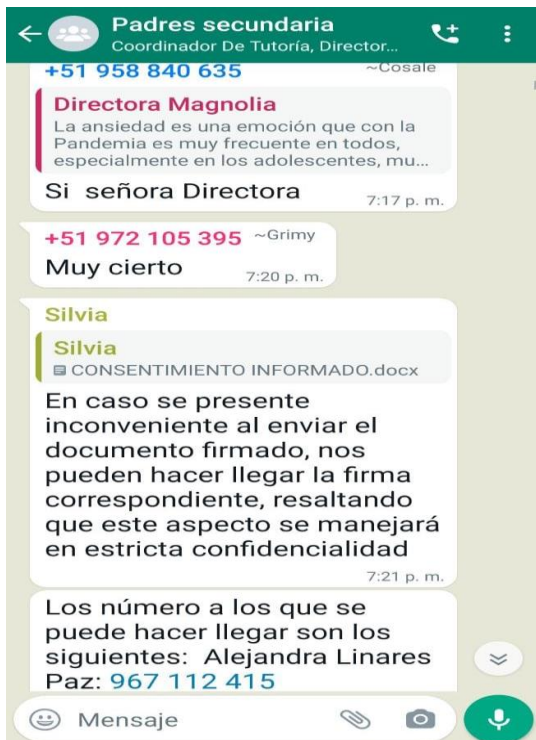 Padres secundaria
Coordinador De Tutoría, Director...
+51 958 840 635 ~Cosale
Directora Magnolia
La ansiedad es una emoción que con la
Pandemia es muy frecuente en todos,
especialmente en los adolescentes, mu...
Si señora Directora
7:17 p. m.
+51 972 105 395 ~Grimy
Muy cierto
7:20 p. m.
Silvia
Silvia
CONSENTIMIENTO INFORMADO.docx
En caso se presente
inconveniente al enviar el
documento firmado, nos
pueden hacer llegar la firma
correspondiente, resaltando
que este aspecto se manejará
en estricta confidencialidad
7:21 p. m.
Los número a los que se
puede hacer llegar son los
siguientes: Alejandra Linares
Paz: 967 112 415
Mensaje